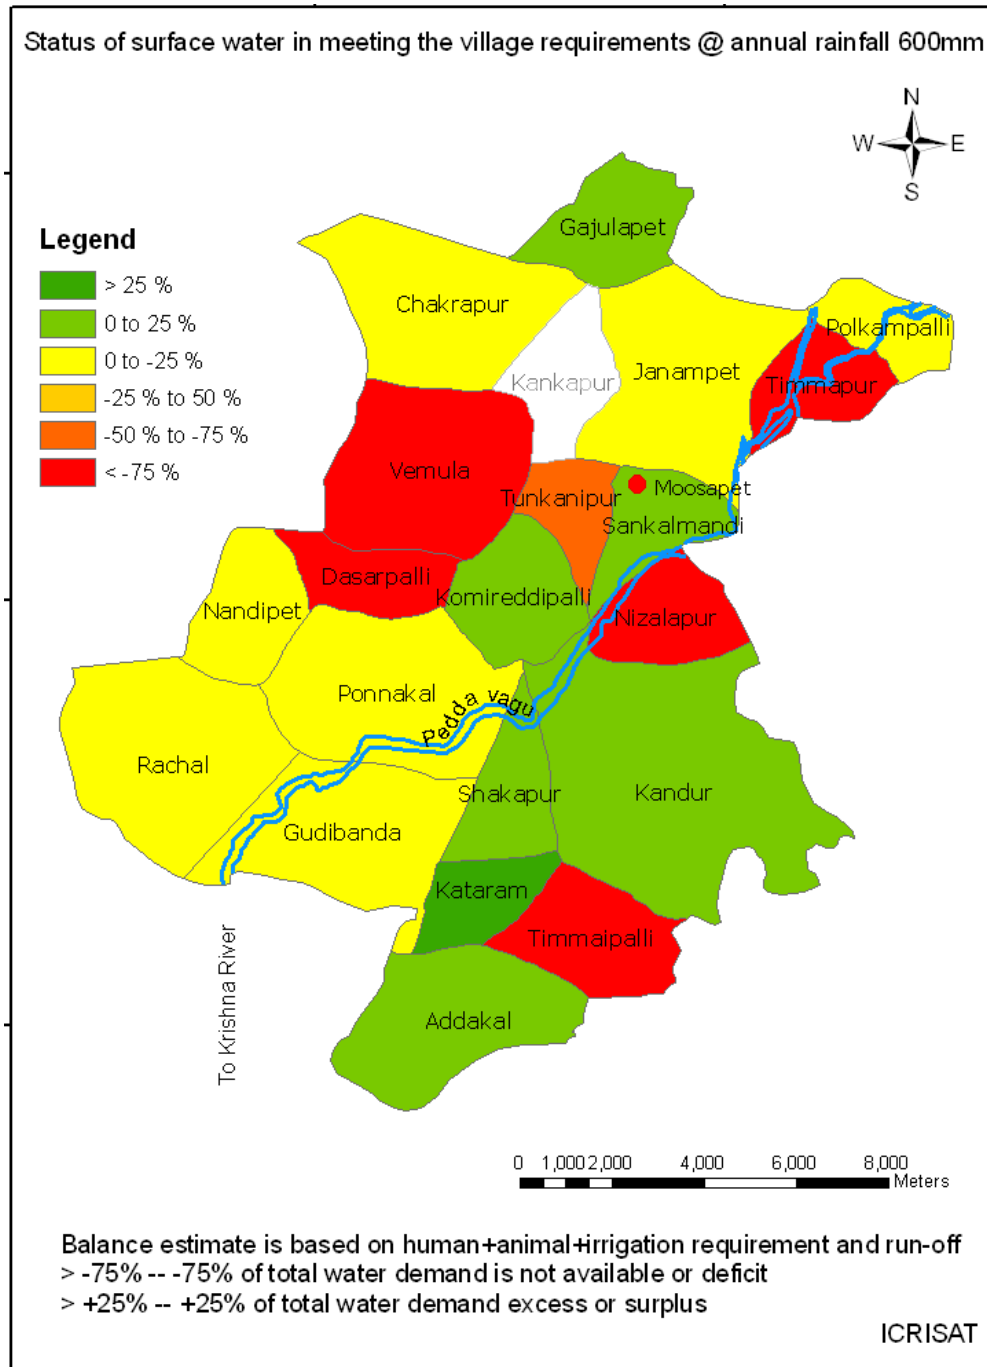 Status of surface water in meeting the village requirements @ annual rainfall 600mm
N
W E
S
Legend
> 25 %
0 to 25 %
0 to -25 %
-25 % to 50 %
-50 % to -75 %
< -75 %
Gajulapet
Chakrapur
Polkampalli
Kankapur
Janampet
Timmapur
Vemula
Tunkanipur
Moosapet
Sankalmandi
Dasarpalli
Komireddipalli
Nandipet
Nizalapur
Ponnakal
Pedda vagu
Rachal
Shakapur
Kandur
Gudibanda
Kataram
Timmaipalli
To Krishna River
Addakal
0 1,000 2,000 4,000 6,000 8,000
Meters
Balance estimate is based on human+animal+irrigation requirement and run-off
> -75% -- -75% of total water demand is not available or deficit
> +25% -- +25% of total water demand excess or surplus
ICRISAT